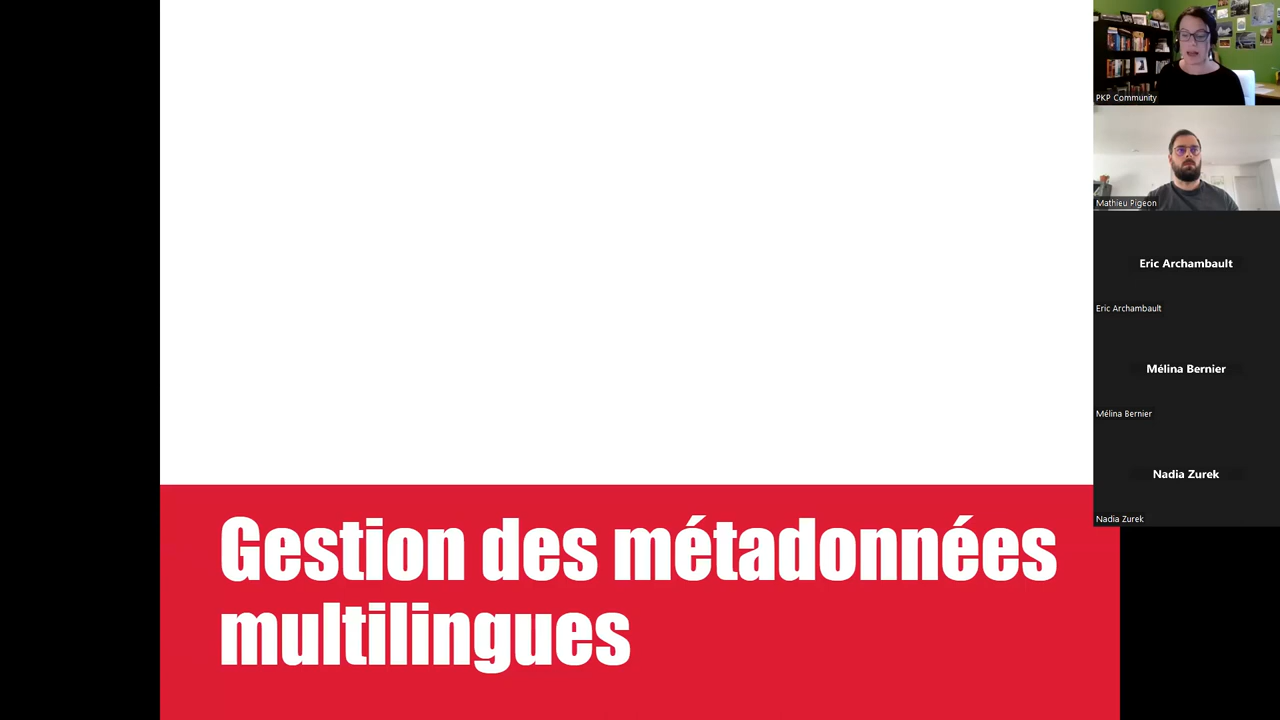 Gestion des métadonnées
multilingues
PKP Community
Mathieu Pigeon
Eric Archambault
Eric Archambault
Mélina Bernier
Mélina Bernier
Nadia Zurek
Nadia Zurek